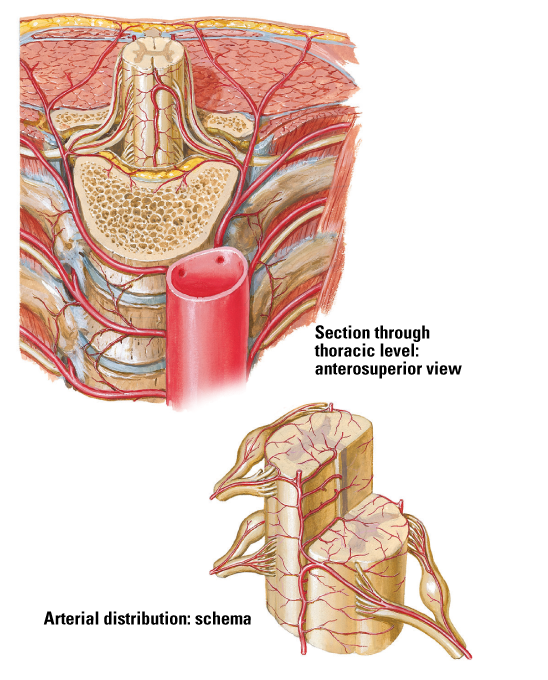 Section through
thoracic level:
anterosuperior view
Arterial distribution: schema